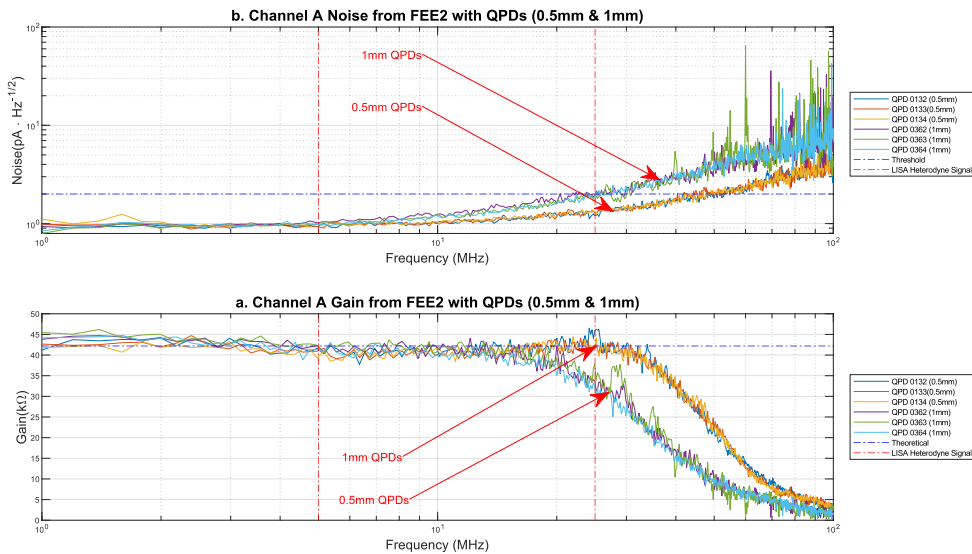 b. Channel A Noise from FEE2 with QPDs (0.5mm & 1mm)
10^2
10^1
10^0
Noise(pA · Hz^-1/2)
1mm QPDs
0.5mm QPDs
10^0
10^1
10^2
Frequency (MHz)
QPD 0132 (0.5mm)
QPD 0133(0.5mm)
QPD 0134 (0.5mm)
QPD 0362 (1mm)
QPD 0363 (1mm)
QPD 0364 (1mm)
Threshold
LISA Heterodyne Signal
a. Channel A Gain from FEE2 with QPDs (0.5mm & 1mm)
50
45
40
35
30
25
20
15
10
5
0
Gain(kΩ)
1mm QPDs
0.5mm QPDs
10^0
10^1
10^2
Frequency (MHz)
QPD 0132 (0.5mm)
QPD 0133(0.5mm)
QPD 0134 (0.5mm)
QPD 0362 (1mm)
QPD 0363 (1mm)
QPD 0364 (1mm)
Theoretical
LISA Heterodyne Signal